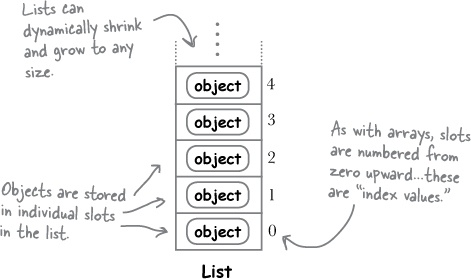 Lists can
dynamically shrink
and grow to any
size.
object 4
object 3
object 2
object 1
object 0
As with arrays, slots
are numbered from
zero upward...these
are "index values."
Objects are stored
in individual slots
in the list.
List